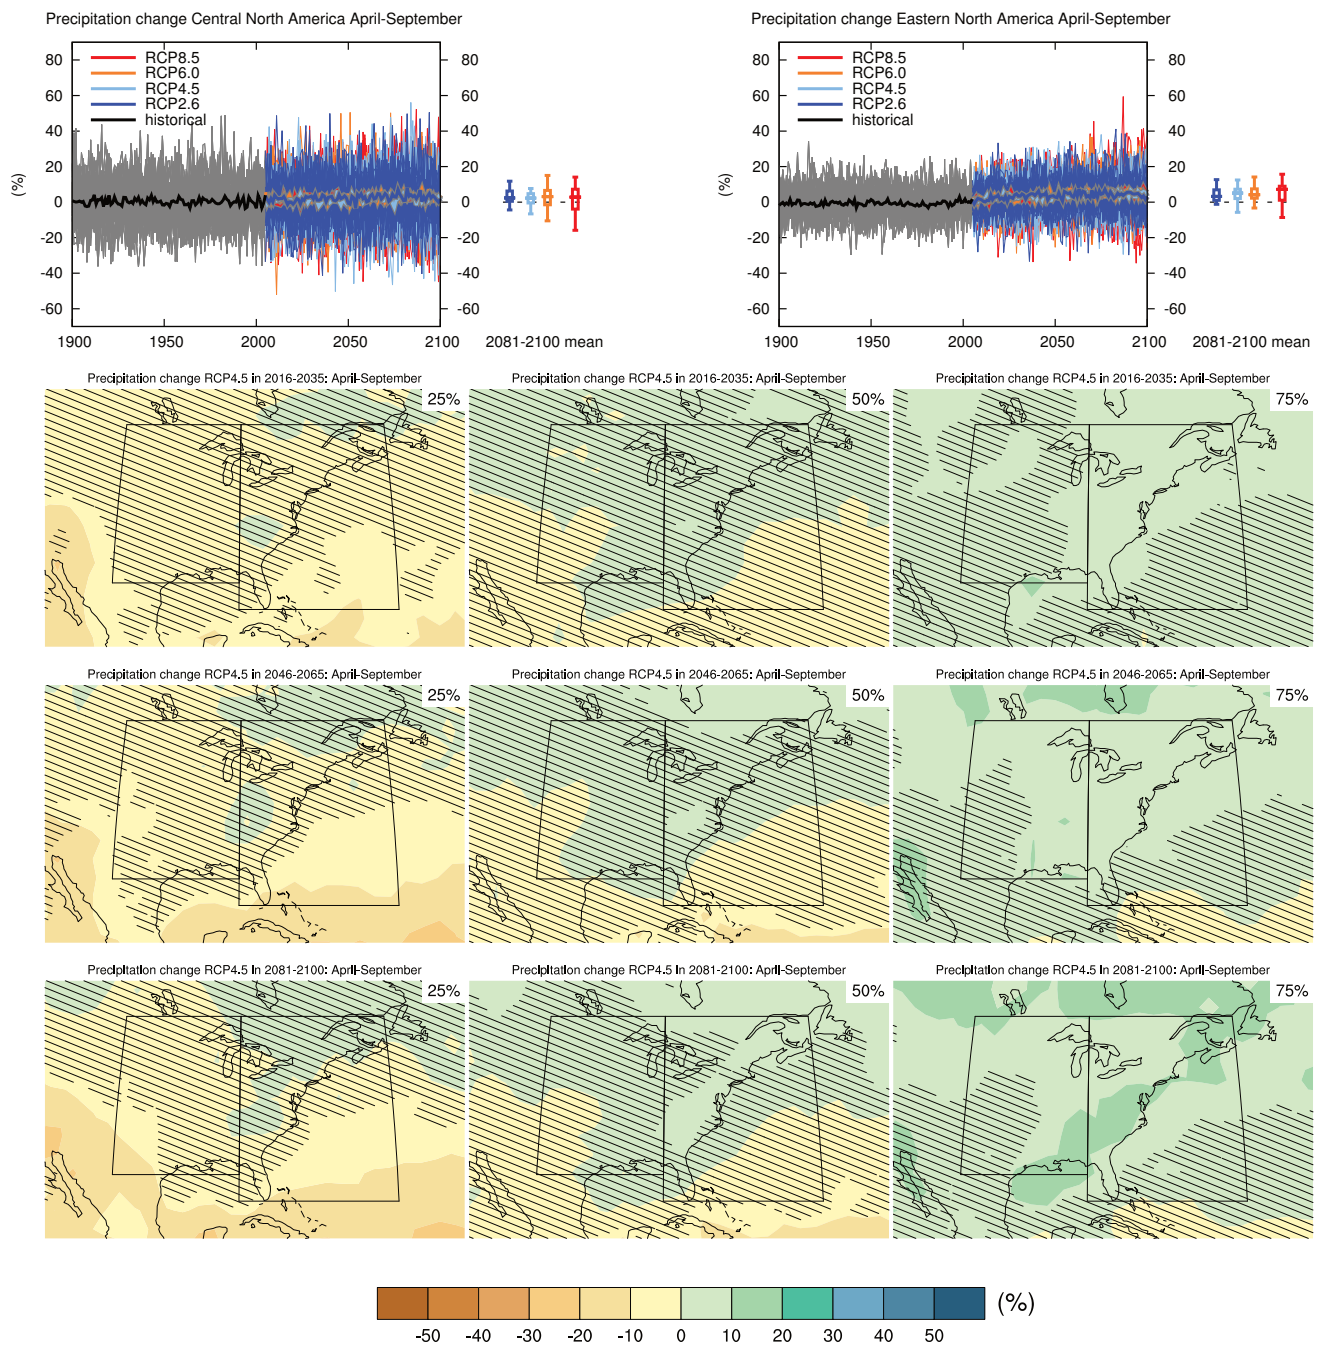 Precipitation change Central North America April-September
Precipitation change Eastern North America April-September
RCP8.5
RCP6.0
RCP4.5
RCP2.6
historical
(%)
80
60
40
20
0
-20
-40
-60
80
60
40
20
0
-20
-40
-60
1900
1950
2000
2050
2100
2081-2100 mean
RCP8.5
RCP6.0
RCP4.5
RCP2.6
historical
(%)
80
60
40
20
0
-20
-40
-60
80
60
40
20
0
-20
-40
-60
1900
1950
2000
2050
2100
2081-2100 mean
Precipitation change RCP4.5 in 2016-2035: April-September
25%
Precipitation change RCP4.5 in 2016-2035: April-September
50%
Precipitation change RCP4.5 in 2016-2035: April-September
75%
Precipitation change RCP4.5 in 2046-2065: April-September
25%
Precipitation change RCP4.5 in 2046-2065: April-September
50%
Precipitation change RCP4.5 in 2046-2065: April-September
75%
Precipitation change RCP4.5 in 2081-2100: April-September
25%
Precipitation change RCP4.5 in 2081-2100: April-September
50%
Precipitation change RCP4.5 in 2081-2100: April-September
75%
(%)
-50 -40 -30 -20 -10 0 10 20 30 40 50